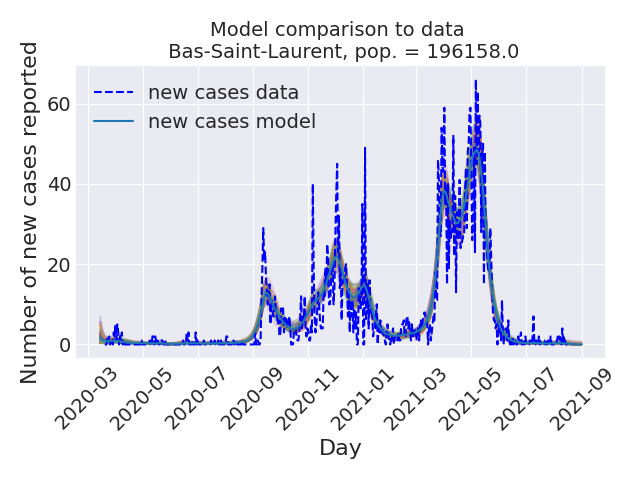 Model comparison to data
Bas-Saint-Laurent, pop. = 196158.0
Number of new cases reported
60
40
20
0
new cases data
new cases model
2020-03
2020-05
2020-07
2020-09
2020-11
2021-01
2021-03
2021-05
2021-07
2021-09
Day